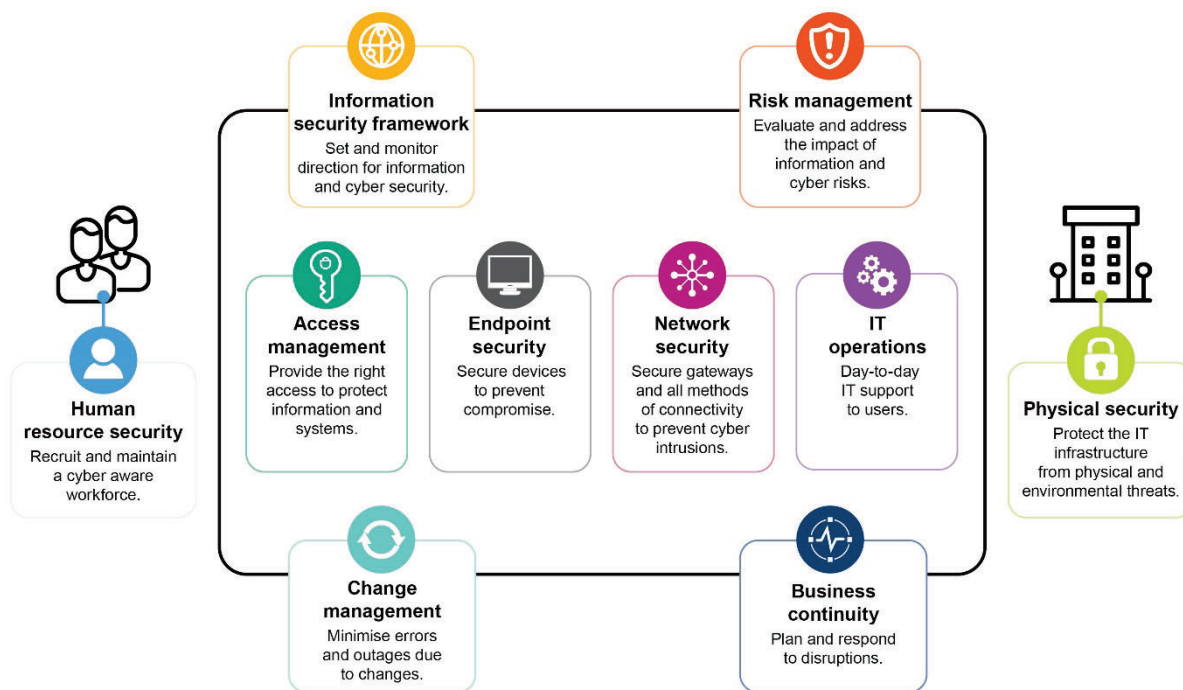 Information
security framework
Set and monitor
direction for information
and cyber security.
Risk management
Evaluate and address
the impact of
information and
cyber risks.
Human
resource security
Recruit and maintain
a cyber aware
workforce.
Access
management
Provide the right
access to protect
information and
systems.
Endpoint
security
Secure devices
to prevent
compromise.
Network
security
Secure gateways
and all methods
of connectivity
to prevent cyber
intrusions.
IT
operations
Day-to-day
IT support
to users.
Physical security
Protect the IT
infrastructure
from physical and
environmental threats.
Change
management
Minimise errors
and outages due
to changes.
Business
continuity
Plan and respond
to disruptions.